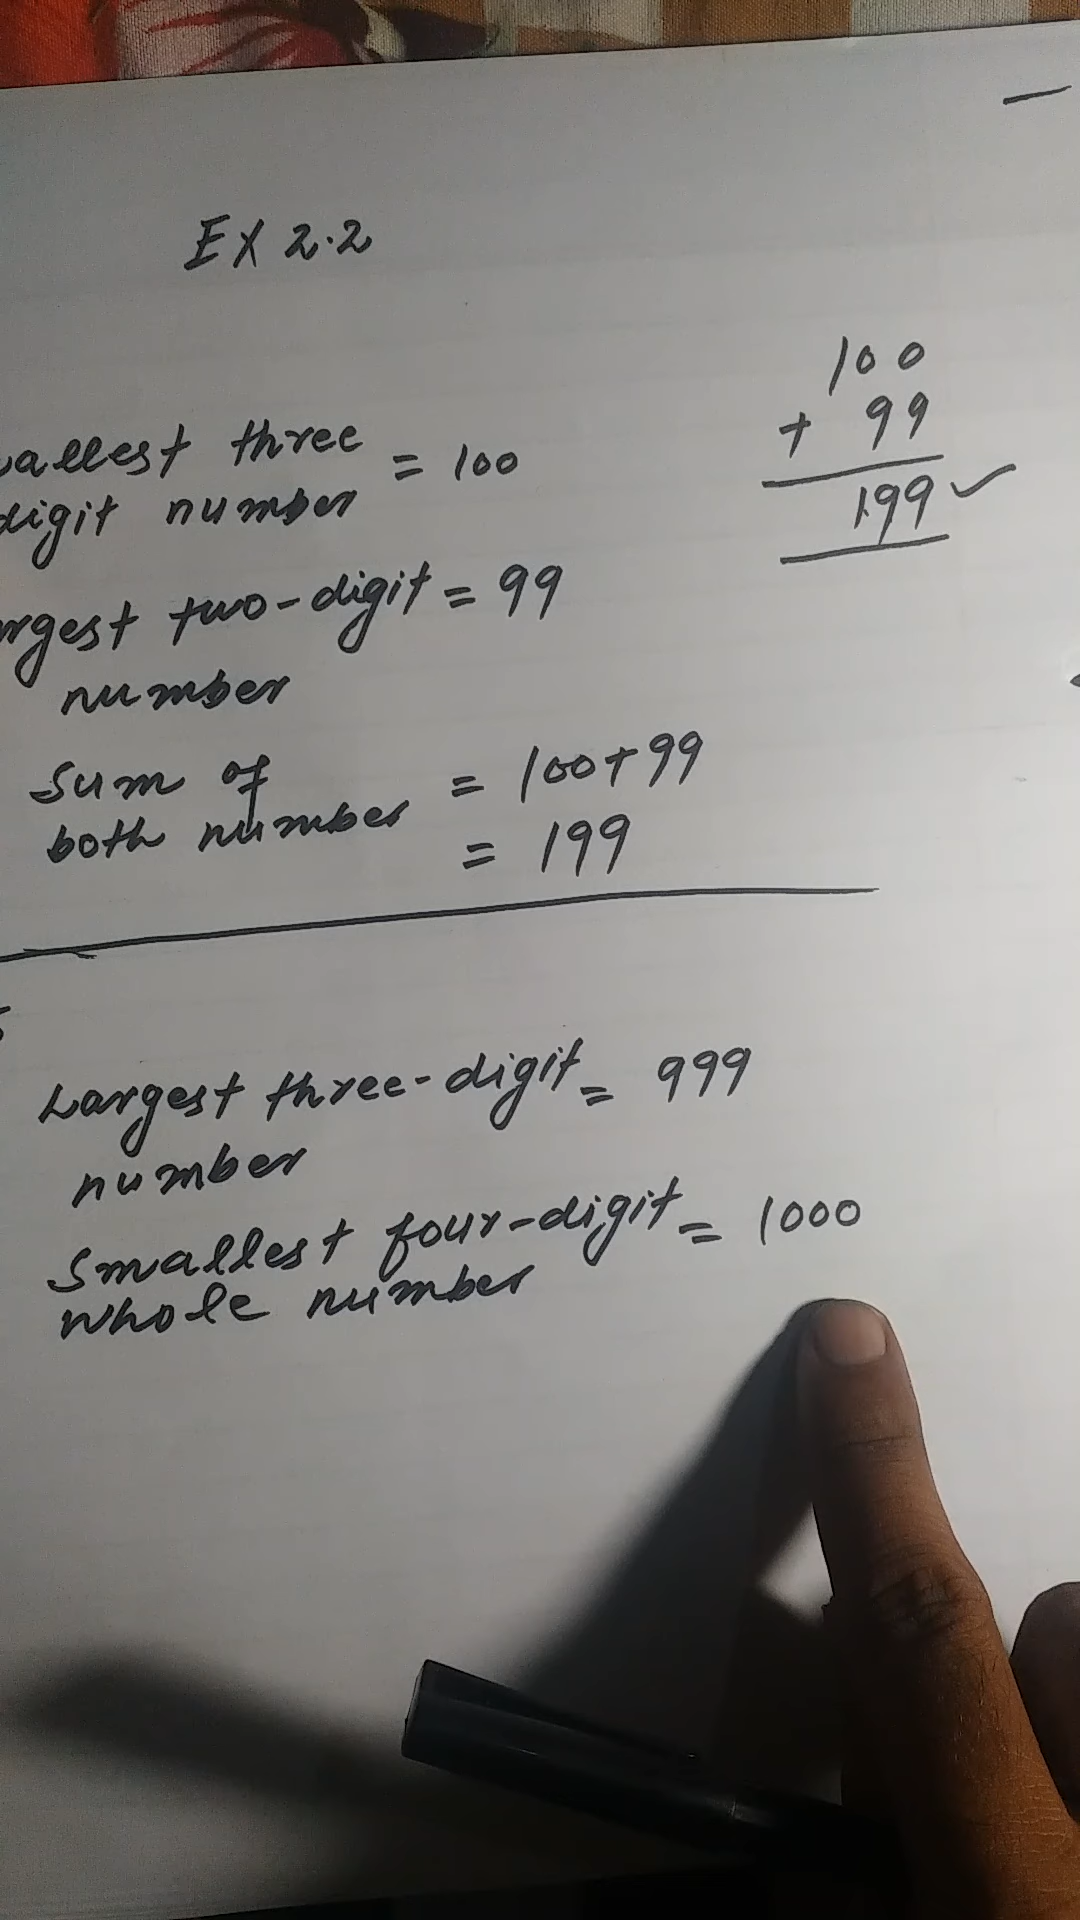 EX 2.2
100
+ 99
199
allest three = 100
digit number
rgest two-digit = 99
number
Sum of = 100+99
both number
= 199
Largest three-digit = 999
number
Smallest four-digit = 1000
whole number